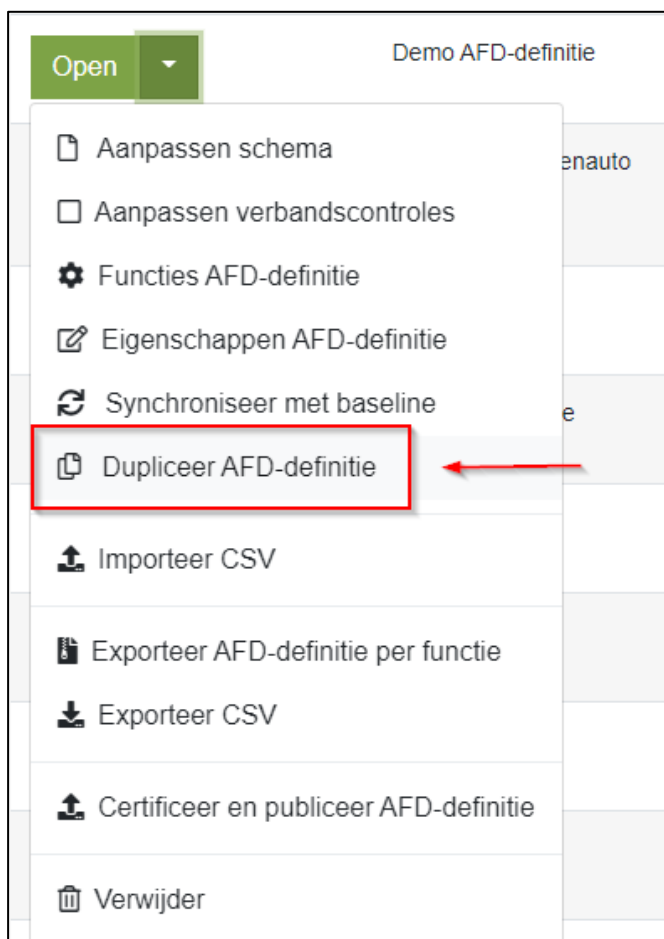 Open
Demo AFD-definitie
Aanpassen schema
enauto
Aanpassen verbandscontroles
Functies AFD-definitie
Eigenschappen AFD-definitie
Synchroniseer met baseline
e
Dupliceer AFD-definitie
Importeer CSV
Exporteer AFD-definitie per functie
Exporteer CSV
Certificeer en publiceer AFD-definitie
Verwijder